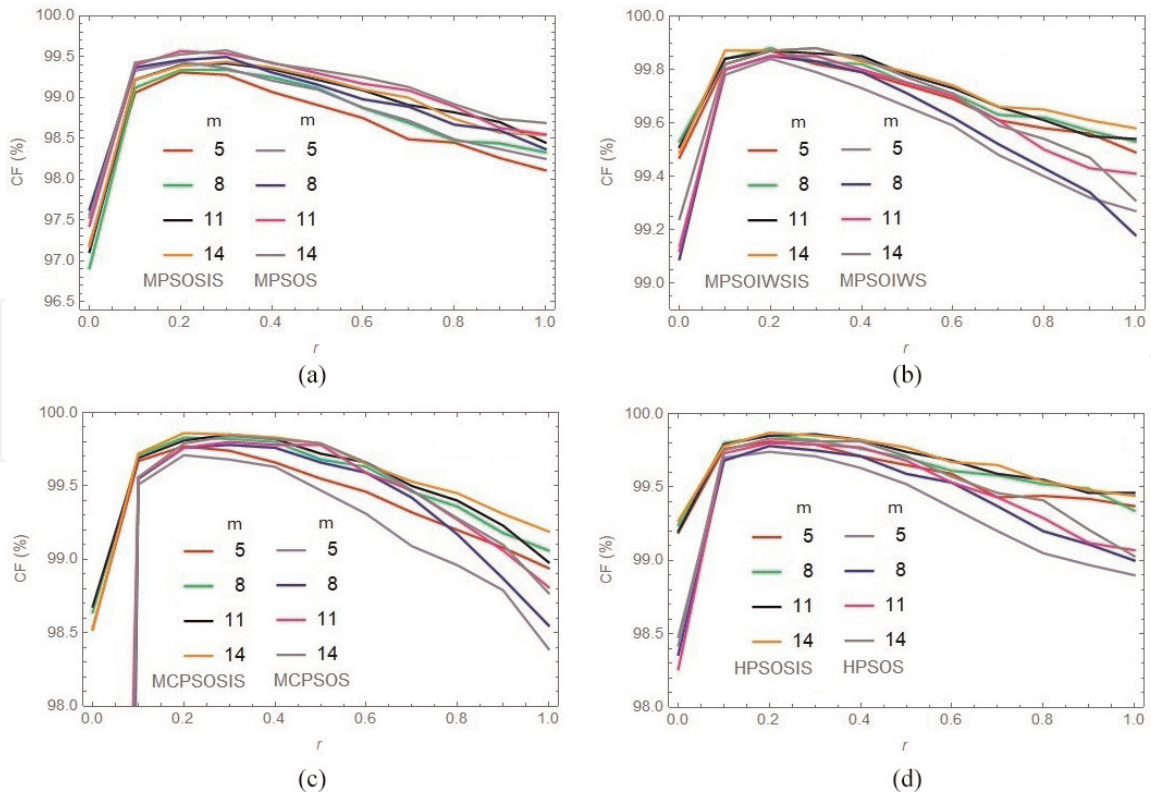 CF (%)
100.0
99.5
99.0
98.5
98.0
97.5
97.0
96.5
m m
5 5
8 8
11 11
14 14
MPSOSIS MPSOS
0.0 0.2 0.4 0.6 0.8 1.0
r
(a)
CF (%)
100.0
99.8
99.6
99.4
99.2
99.0
m m
5 5
8 8
11 11
14 14
MPSOIWSIS MPSOIWS
0.0 0.2 0.4 0.6 0.8 1.0
r
(b)
CF (%)
100.0
99.5
99.0
98.5
98.0
m m
5 5
8 8
11 11
14 14
MCPSOSIS MCPSOS
0.0 0.2 0.4 0.6 0.8 1.0
r
(c)
CF (%)
100.0
99.5
99.0
98.5
98.0
m m
5 5
8 8
11 11
14 14
HPSOSIS HPSOS
0.0 0.2 0.4 0.6 0.8 1.0
r
(d)